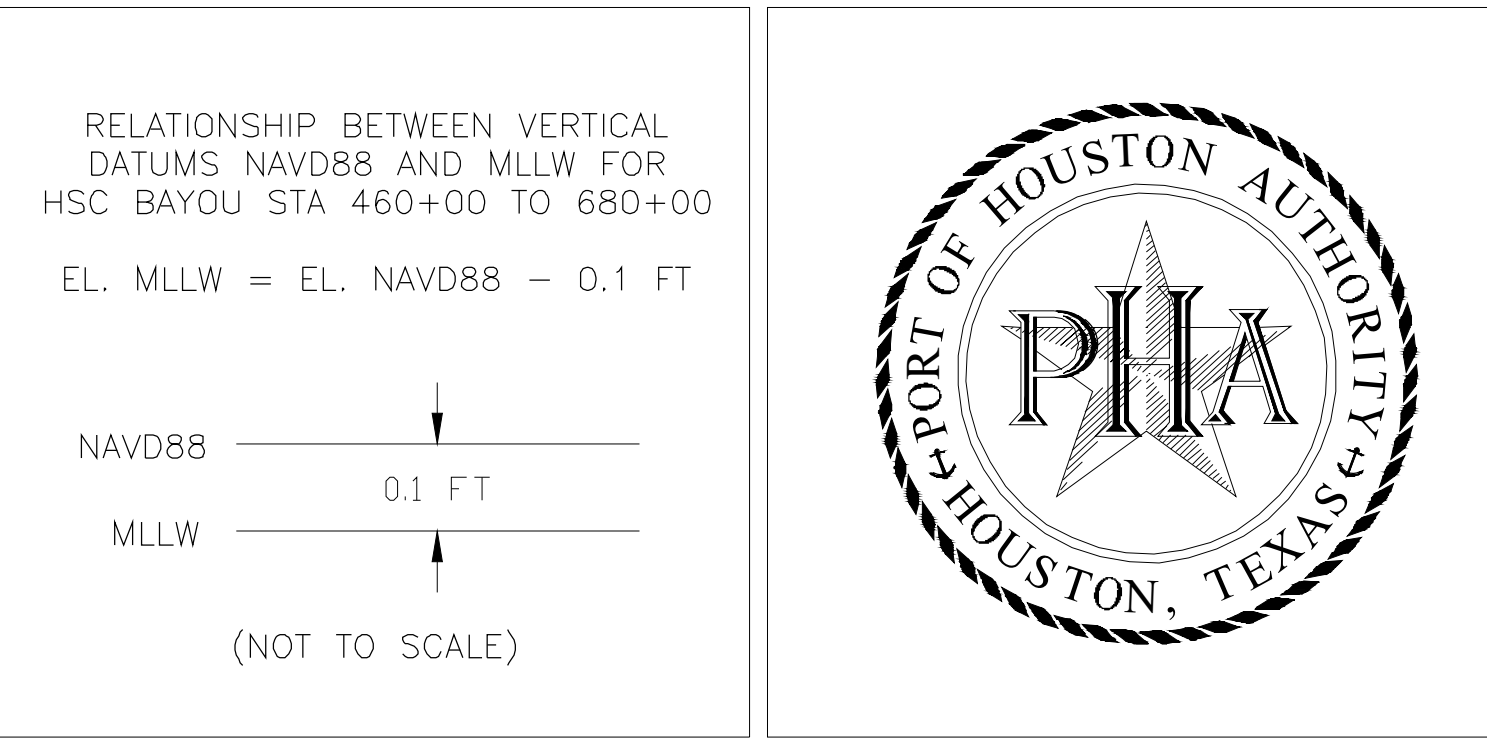 RELATIONSHIP BETWEEN VERTICAL
DATUMS NAVD88 AND MLLW FOR
HSC BAYOU STA 460+00 TO 680+00
EL. MLLW = EL. NAVD88 - 0.1 FT
NAVD88
0.1 FT
MLLW
(NOT TO SCALE)
PORT OF HOUSTON AUTHORITY
PHA
HOUSTON, TEXAS